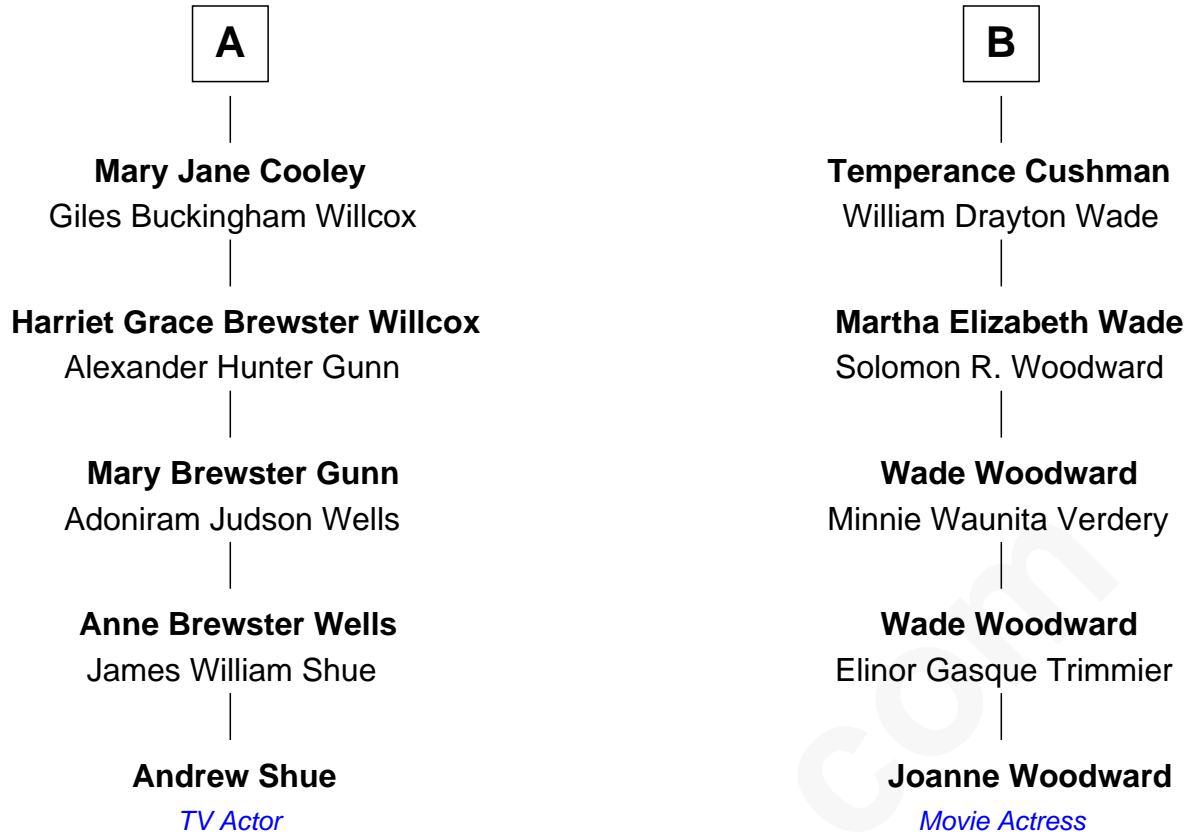 A
Mary Jane Cooley
Giles Buckingham Willcox
Harriet Grace Brewster Willcox
Alexander Hunter Gunn
Mary Brewster Gunn
Adoniram Judson Wells
Anne Brewster Wells
James William Shue
Andrew Shue
TV Actor
B
Temperance Cushman
William Drayton Wade
Martha Elizabeth Wade
Solomon R. Woodward
Wade Woodward
Minnie Waunita Verdery
Wade Woodward
Elinor Gasque Trimmier
Joanne Woodward
Movie Actress
com